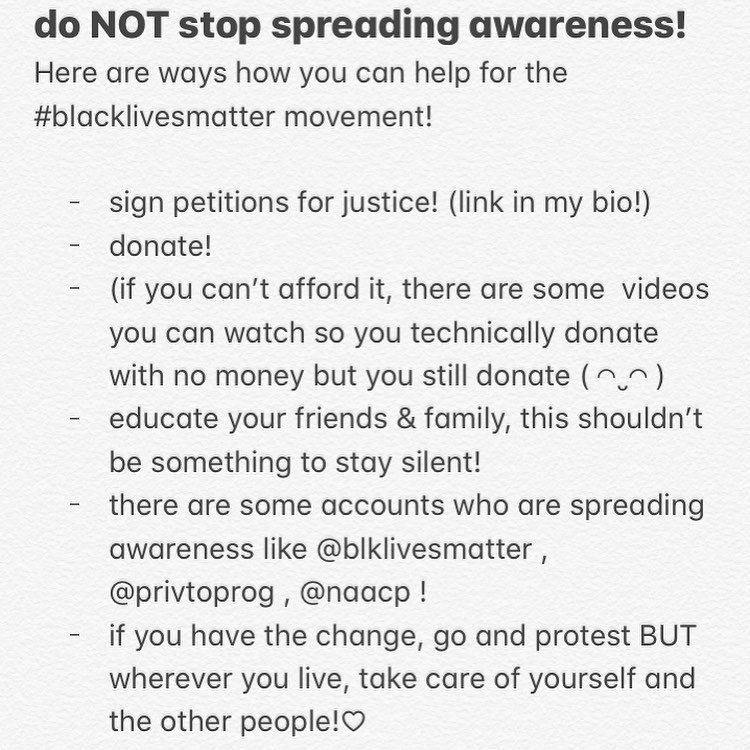 do NOT stop spreading awareness!
Here are ways how you can help for the
#blacklivesmatter movement!
- sign petitions for justice! (link in my bio!)
- donate!
- (if you can’t afford it, there are some  videos
you can watch so you technically donate
with no money but you still donate ( ◠‿◠ )
- educate your friends & family, this shouldn’t
be something to stay silent!
- there are some accounts who are spreading
awareness like @blklivesmatter ,
@privtoprog , @naacp !
- if you have the change, go and protest BUT
wherever you live, take care of yourself and
the other people!♡